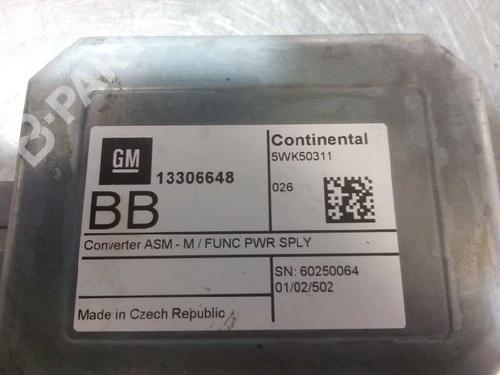 B-PARTS
GM
13306648
BB
Continental
5WK50311
026
Converter ASM - M / FUNC PWR SPLY
SN: 60250064
01/02/502
Made in Czech Republic